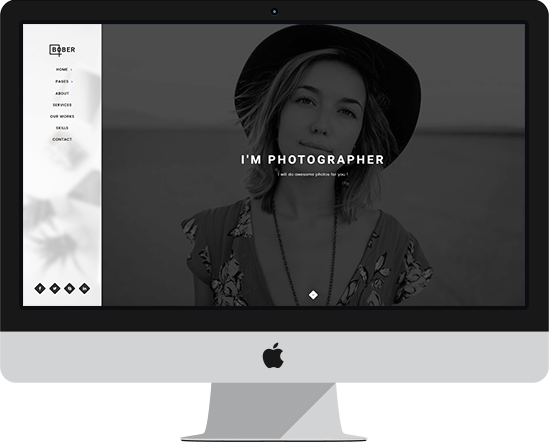 BOBER
HOME
PAGES
ABOUT
SERVICES
OUR WORKS
SKILLS
CONTACT
I'M PHOTOGRAPHER
I will do awesome photos for you !